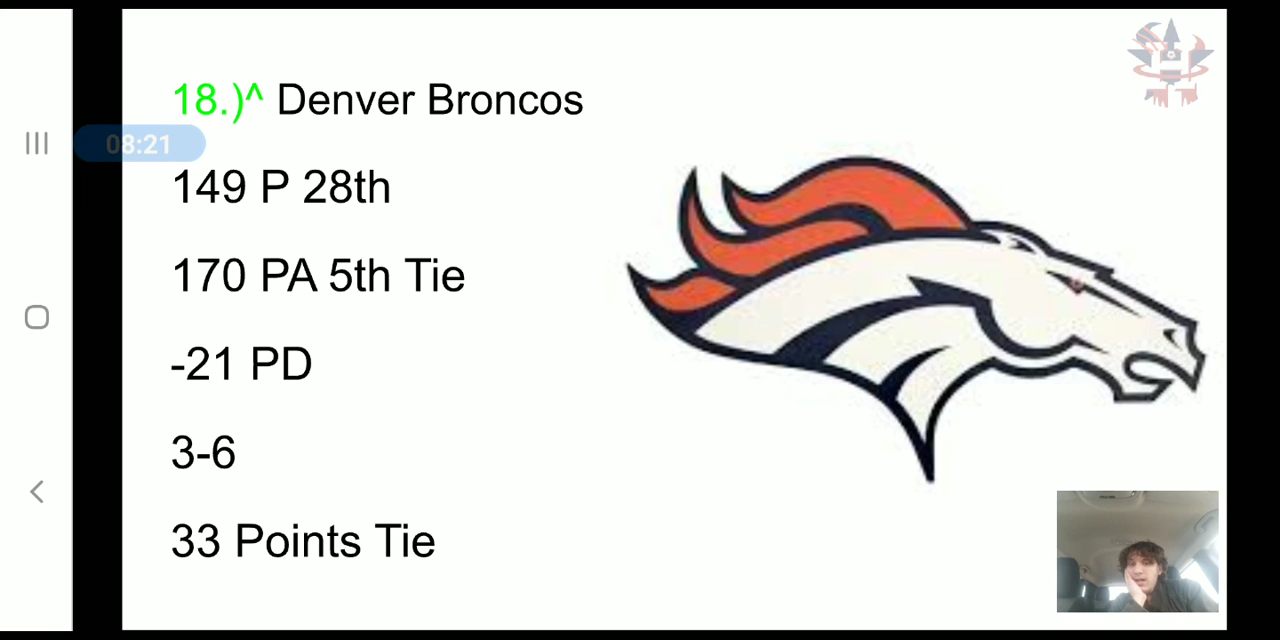 18.)^ Denver Broncos
08:21
149 P 28th
170 PA 5th Tie
-21 PD
3-6
33 Points Tie